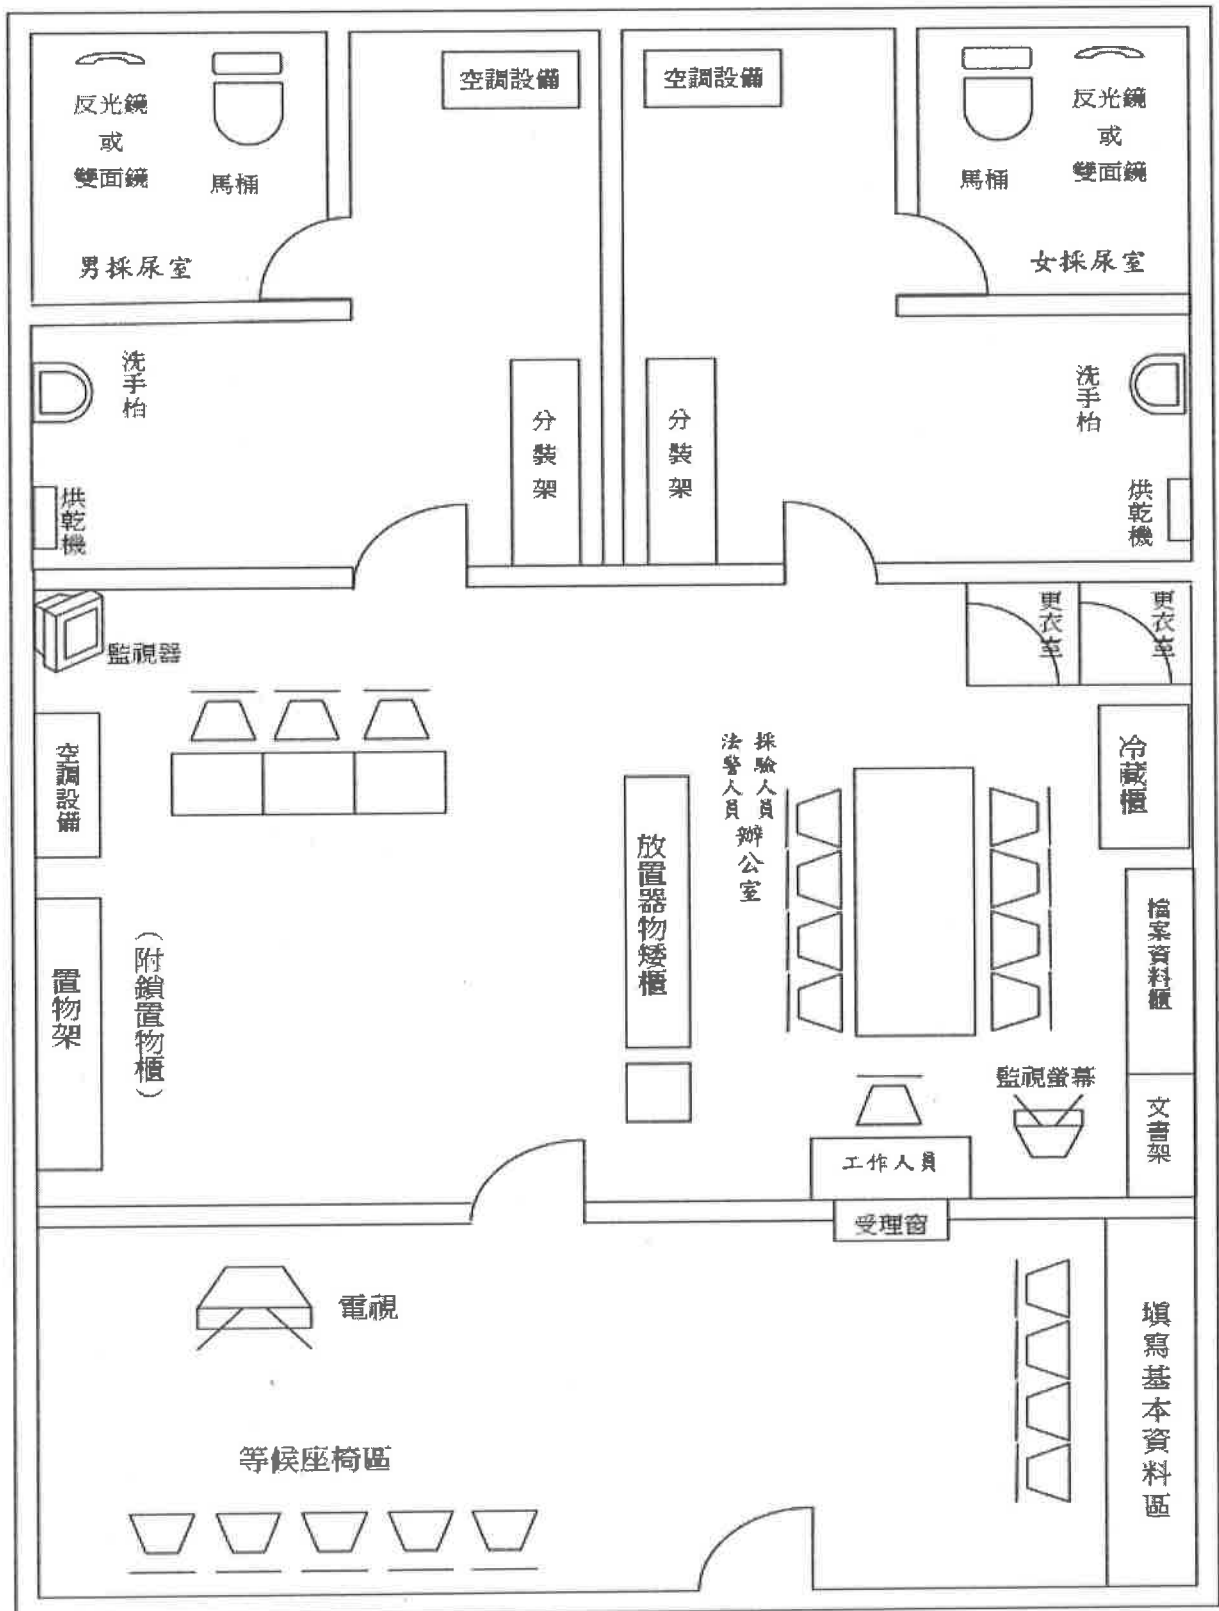 空調設備
空調設備
反光鏡
或
雙面鏡
馬桶
男採尿室
馬桶
反光鏡
或
雙面鏡
女採尿室
洗手枱
烘乾機
分裝架
分裝架
洗手枱
烘乾機
監視器
更衣室
更衣室
空調設備
置物架
（附鎖置物櫃）
放置器物矮櫃
採驗人員
法警人員
辦公室
冷藏櫃
檔案資料櫃
文書架
監視螢幕
工作人員
受理窗
電視
等候座椅區
填寫基本資料區